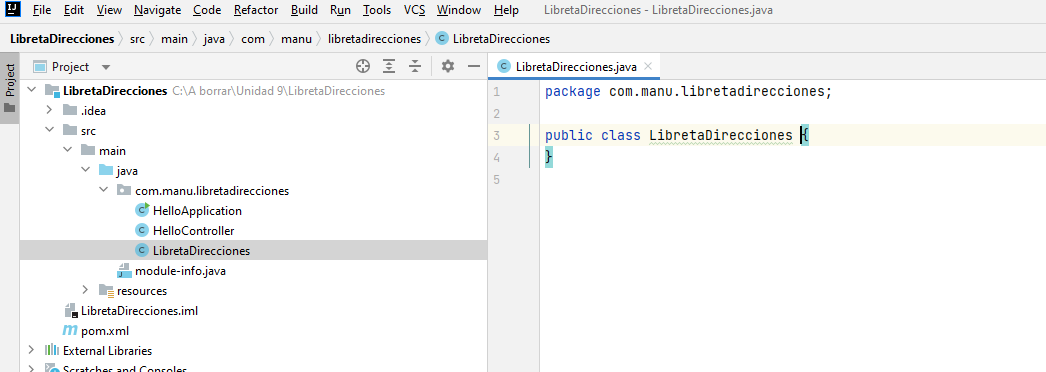 File Edit View Navigate Code Refactor Build Run Tools VCS Window Help LibretaDirecciones - LibretaDirecciones.java
LibretaDirecciones src main java com manu libretadirecciones LibretaDirecciones
Project
Project
LibretaDirecciones C:\A borrar\Unidad 9\LibretaDirecciones
.idea
src
main
java
com.manu.libretadirecciones
HelloApplication
HelloController
LibretaDirecciones
module-info.java
resources
LibretaDirecciones.iml
pom.xml
External Libraries
Scratches and Consoles
LibretaDirecciones.java
1 package com.manu.libretadirecciones;
2
3 public class LibretaDirecciones {
4 }
5